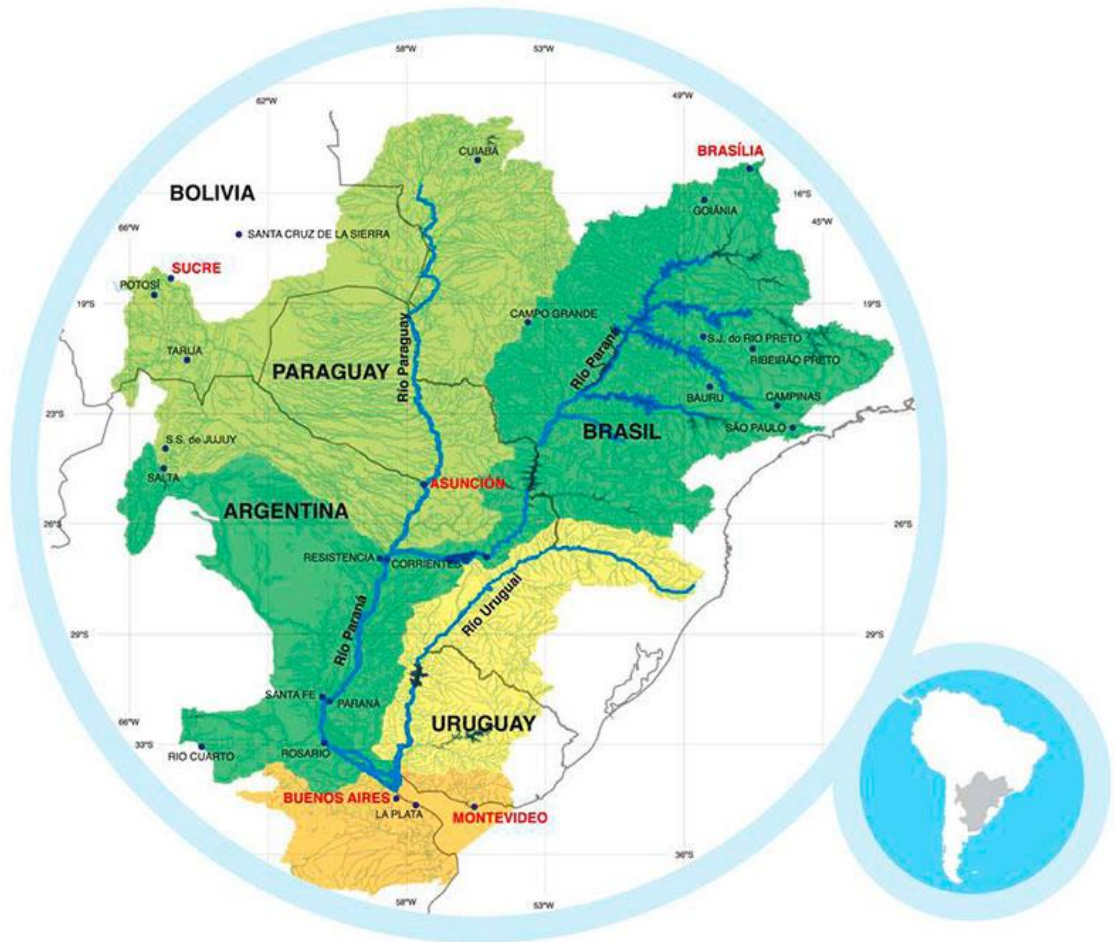 58°W
53°W
62°W
49°W
CUIABÁ
BRASÍLIA
BOLIVIA
16°S
GOIÂNIA
45°W
66°W
SANTA CRUZ DE LA SIERRA
SUCRE
POTOSÍ
19°S
19°S
CAMPO GRANDE
Río Paraguay
Río Paraná
S.J. do RIO PRETO
RIBEIRÃO PRETO
TARIJA
PARAGUAY
BAURU
CAMPINAS
23°S
BRASIL
SÃO PAULO
S.S. de JUJUY
SALTA
ASUNCIÓN
ARGENTINA
26°S
26°S
RESISTENCIA
CORRIENTES
Río Uruguai
Río Paraná
29°S
29°S
SANTA FE
PARANÁ
URUGUAY
66°W
33°S
RIO CUARTO
ROSARIO
BUENOS AIRES
LA PLATA
MONTEVIDEO
36°S
58°W
53°W